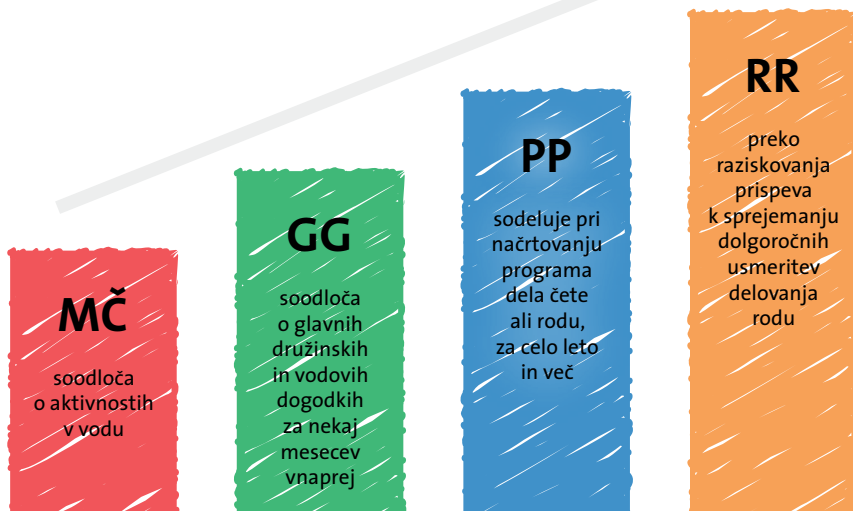 MČ
soodloča
o aktivnostih
v vodu
GG
soodloča
o glavnih
družinskih
in vodovih
dogodkih
za nekaj
mesecev
vnaprej
PP
sodeluje pri
načrtovanju
programa
dela čete
ali rodu,
za celo leto
in več
RR
preko
raziskovanja
prispeva
k sprejemanju
dolgoročnih
usmeritev
delovanja
rodu